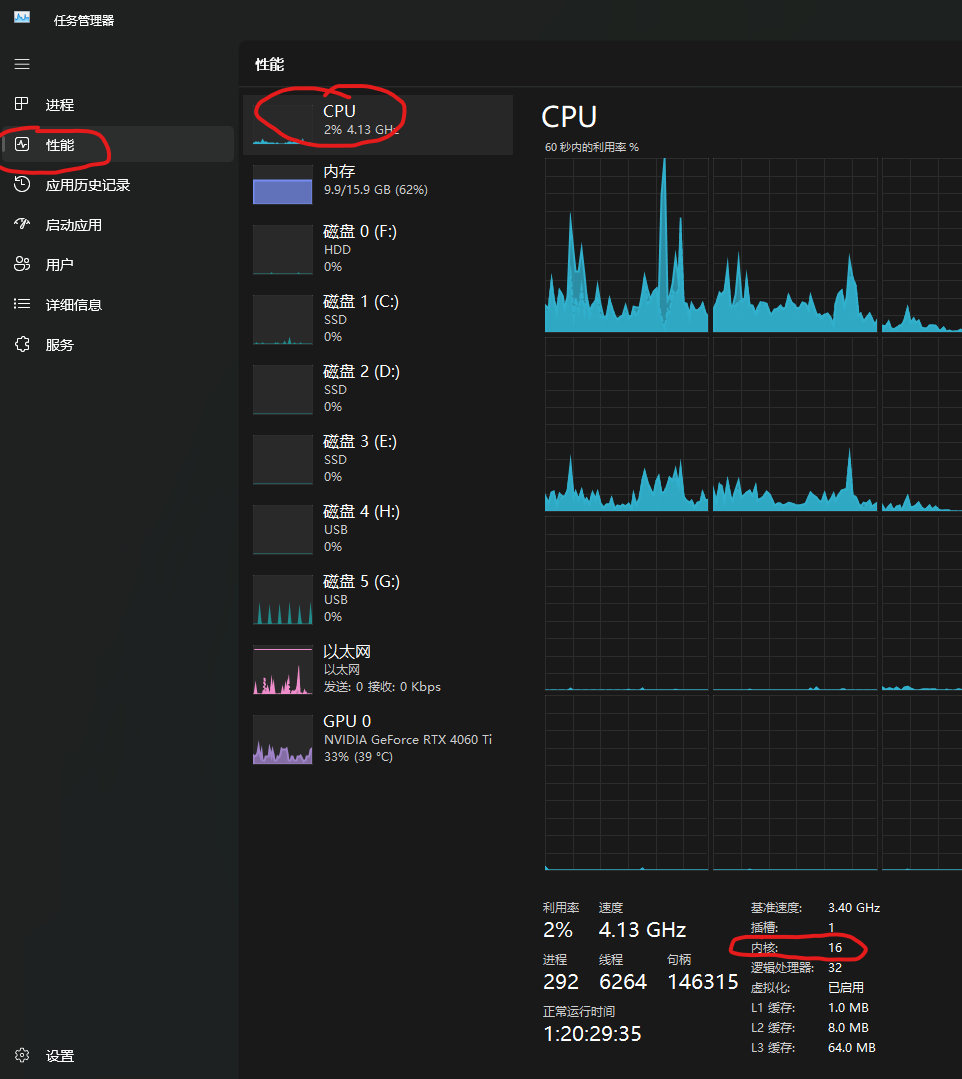 任务管理器
进程
性能
应用历史记录
启动应用
用户
详细信息
服务
设置
性能
CPU
2% 4.13 GHz
内存
9.9/15.9 GB (62%)
磁盘 0 (F:)
HDD
0%
磁盘 1 (C:)
SSD
0%
磁盘 2 (D:)
SSD
0%
磁盘 3 (E:)
SSD
0%
磁盘 4 (H:)
USB
0%
磁盘 5 (G:)
USB
0%
以太网
以太网
发送: 0 接收: 0 Kbps
GPU 0
NVIDIA GeForce RTX 4060 Ti
33% (39 °C)
CPU
60 秒内的利用率 %
利用率 速度
2% 4.13 GHz
进程 线程 句柄
292 6264 146315
正常运行时间
1:20:29:35
基准速度: 3.40 GHz
插槽: 1
内核: 16
逻辑处理器: 32
虚拟化: 已启用
L1 缓存: 1.0 MB
L2 缓存: 8.0 MB
L3 缓存: 64.0 MB